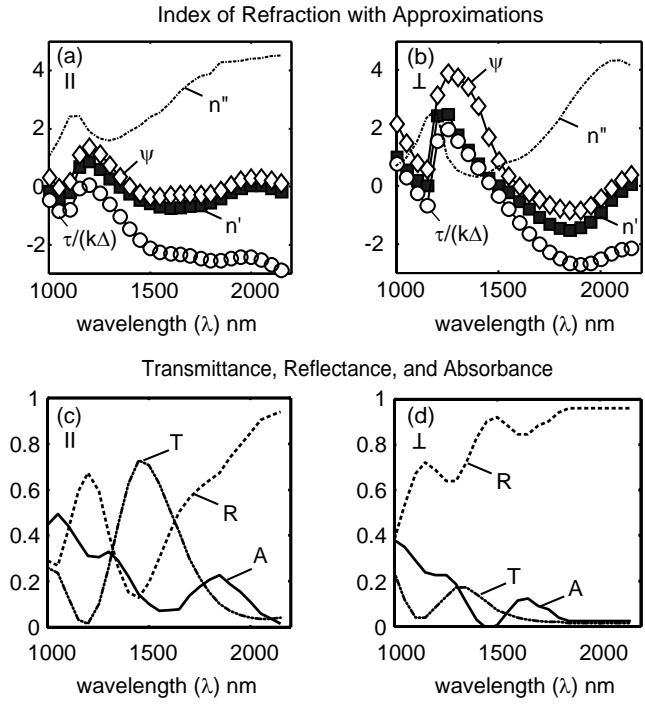 Index of Refraction with Approximations
(a)
||
n"
ψ
n'
τ/(kΔ)
4
2
0
-2
1000 1500 2000
wavelength (λ) nm
(b)
⊥
ψ
n"
n'
τ/(kΔ)
4
2
0
-2
1000 1500 2000
wavelength (λ) nm
Transmittance, Reflectance, and Absorbance
(c)
||
T
R
A
1
0.8
0.6
0.4
0.2
0
1000 1500 2000
wavelength (λ) nm
(d)
⊥
R
T
A
1
0.8
0.6
0.4
0.2
0
1000 1500 2000
wavelength (λ) nm